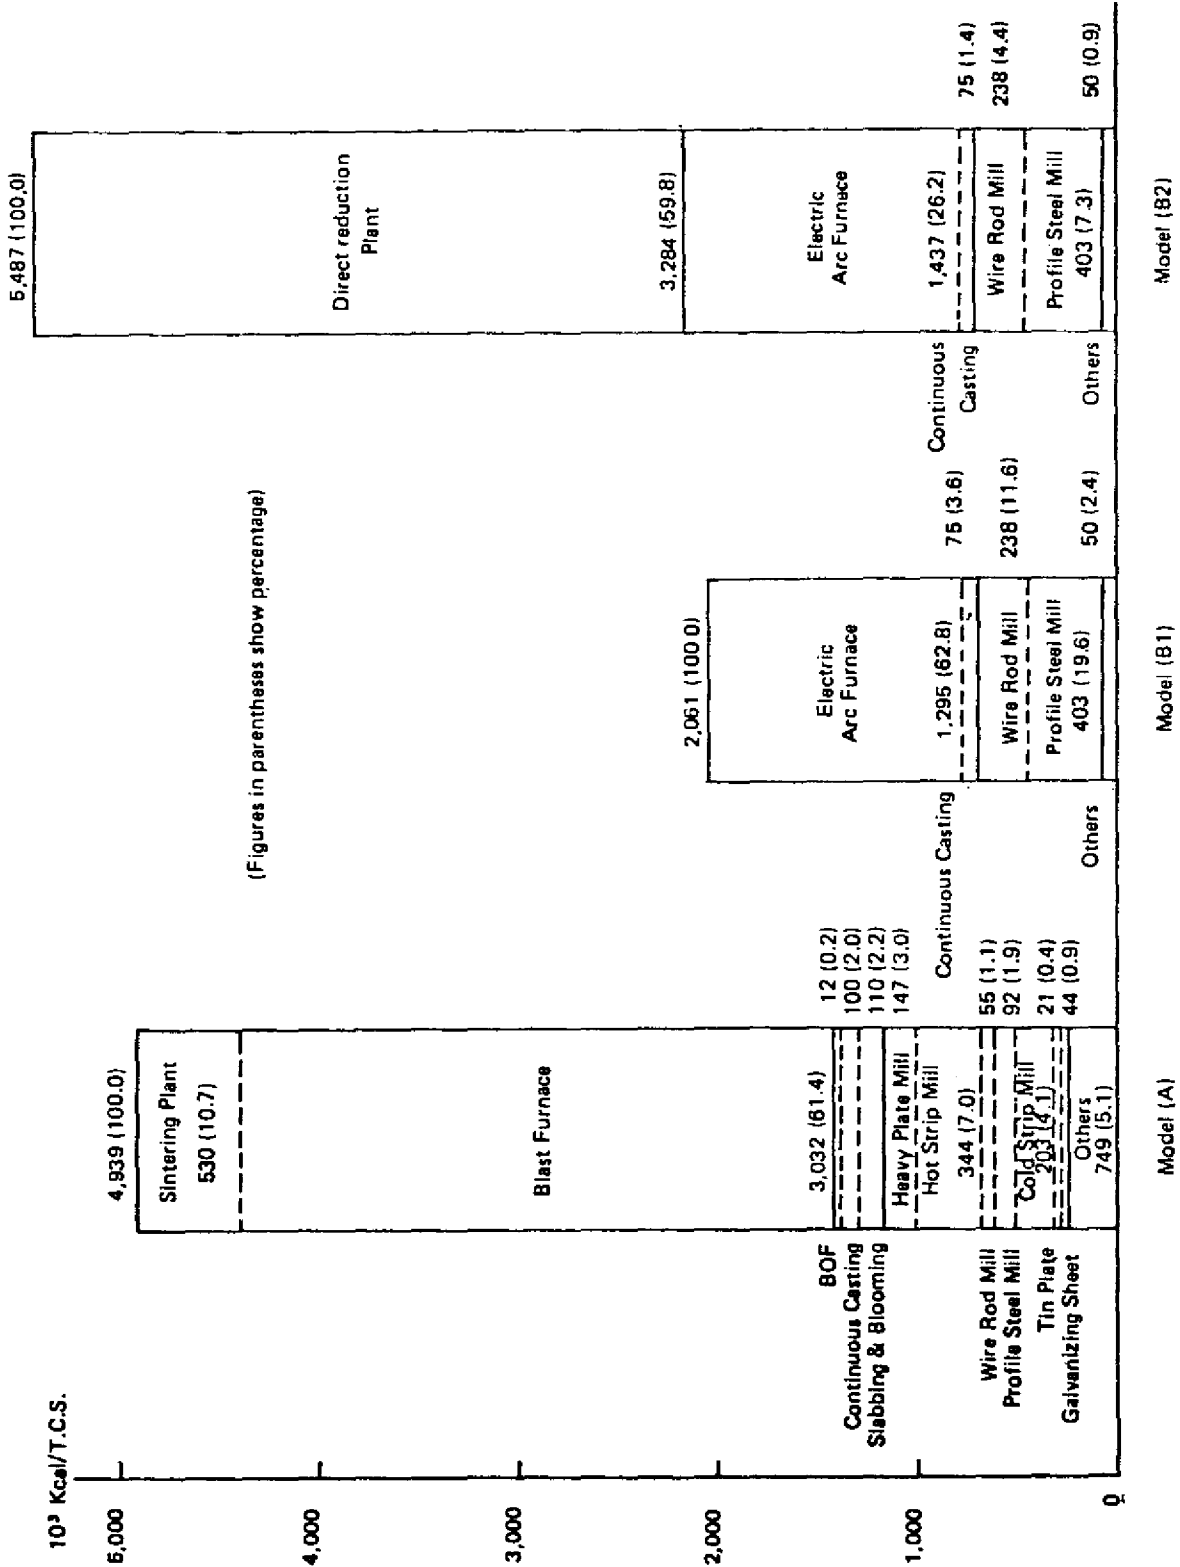 10³ Kcal/T.C.S.
5,000
4,000
3,000
2,000
1,000
0
(Figures in parentheses show percentage)
4,939 (100.0)
Sintering Plant
530 (10.7)
Blast Furnace
3,032 (61.4)
BOF
12 (0.2)
Continuous Casting
100 (2.0)
Slabbing & Blooming
110 (2.2)
Heavy Plate Mill
147 (3.0)
Hot Strip Mill
344 (7.0)
Wire Rod Mill
55 (1.1)
Profile Steel Mill
92 (1.9)
Cold Strip Mill
203 (4.1)
Tin Plate
21 (0.4)
Galvanizing Sheet
44 (0.9)
Others
749 (5.1)
Model (A)
2,061 (100 0)
Electric
Arc Furnace
1,295 (62.8)
Continuous Casting
75 (3.6)
Wire Rod Mill
238 (11.6)
Profile Steel Mill
403 (19.6)
Others
50 (2.4)
Model (B1)
5,487 (100,0)
Direct reduction
Plant
3,284 (59.8)
Electric
Arc Furnace
1,437 (26.2)
Continuous
Casting
75 (1.4)
Wire Rod Mill
238 (4.4)
Profile Steel Mill
403 (7.3)
Others
50 (0.9)
Model (B2)